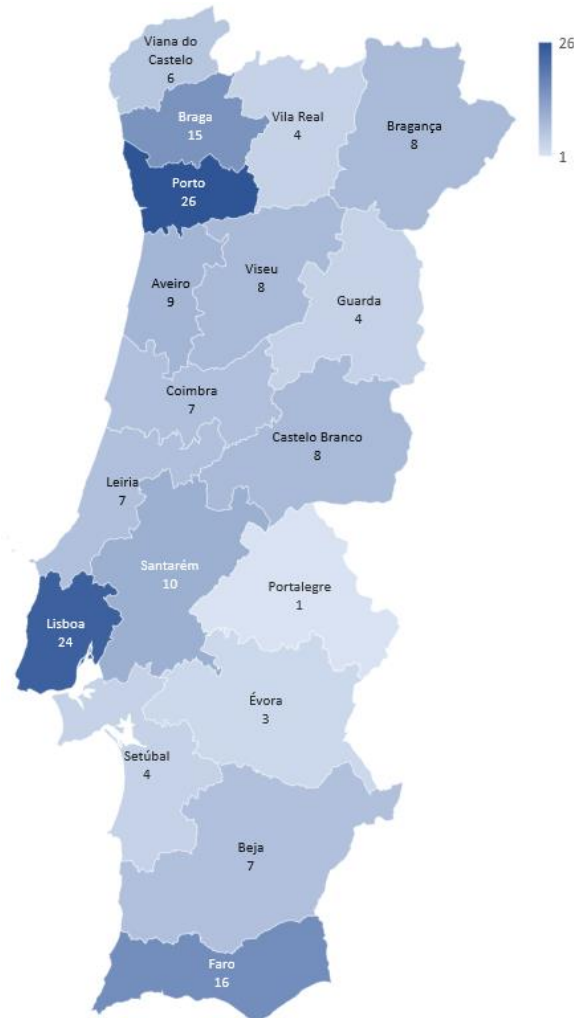 Viana do
Castelo
6
26
1
Braga
15
Vila Real
4
Bragança
8
Porto
26
Aveiro
9
Viseu
8
Guarda
4
Coimbra
7
Castelo Branco
8
Leiria
7
Santarém
10
Portalegre
1
Lisboa
24
Évora
3
Setúbal
4
Beja
7
Faro
16